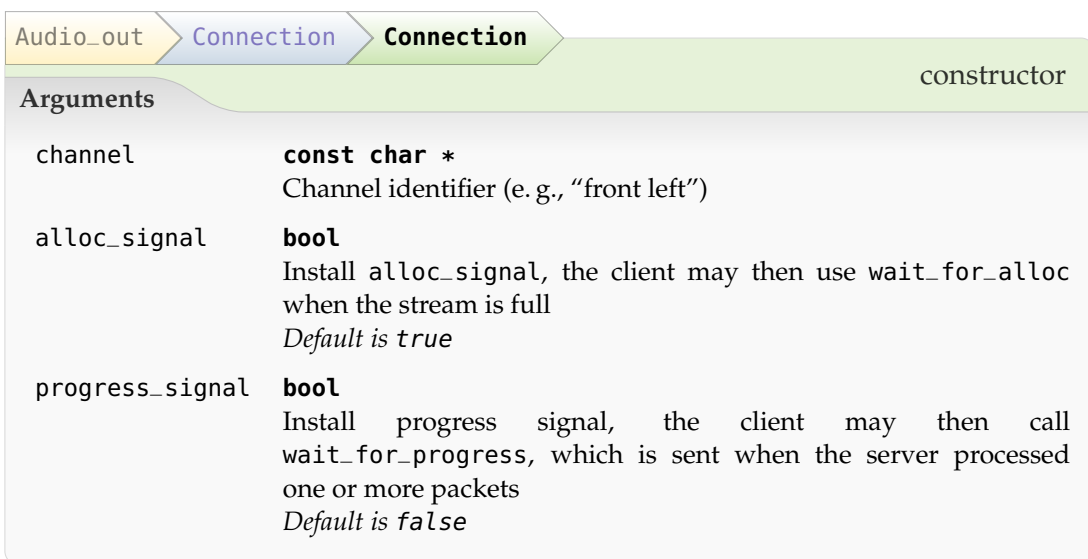 Audio_out Connection Connection
constructor
Arguments
channel const char *
Channel identifier (e. g., “front left”)
alloc_signal bool
Install alloc_signal, the client may then use wait_for_alloc
when the stream is full
Default is true
progress_signal bool
Install progress signal, the client may then call
wait_for_progress, which is sent when the server processed
one or more packets
Default is false